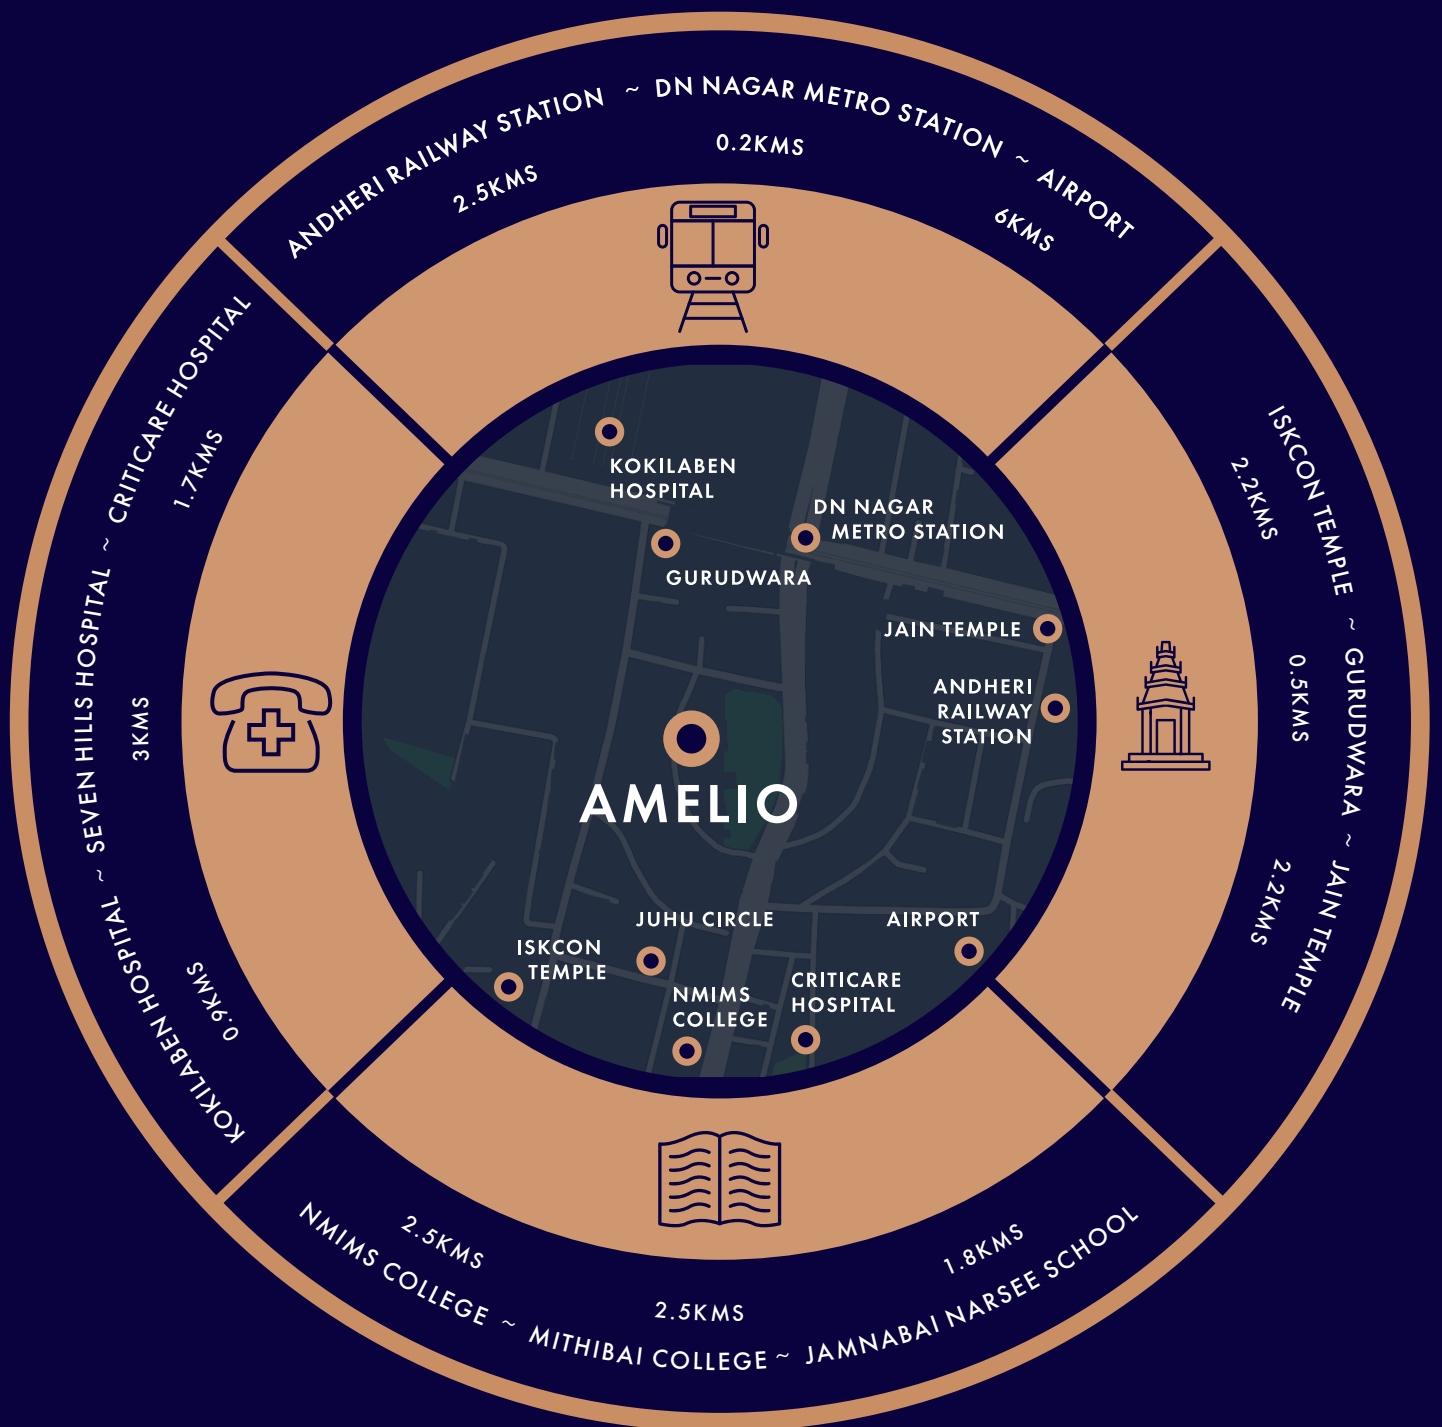 ANDHERI RAILWAY STATION ~ DN NAGAR METRO STATION ~ AIRPORT
2.5KMS
0.2KMS
6KMS
ISKCON TEMPLE ~ GURUDWARA ~ JAIN TEMPLE
2.2KMS
0.5KMS
2.2KMS
KOKILABEN HOSPITAL ~ SEVEN HILLS HOSPITAL ~ CRITICARE HOSPITAL
0.9KMS
3KMS
1.7KMS
NMIMS COLLEGE ~ MITHIBAI COLLEGE ~ JAMNABAI NARSEE SCHOOL
2.5KMS
2.5KMS
1.8KMS
KOKILABEN
HOSPITAL
DN NAGAR
METRO STATION
GURUDWARA
JAIN TEMPLE
ANDHERI
RAILWAY
STATION
AMELIO
JUHU CIRCLE
AIRPORT
ISKCON
TEMPLE
NMIMS
COLLEGE
CRITICARE
HOSPITAL